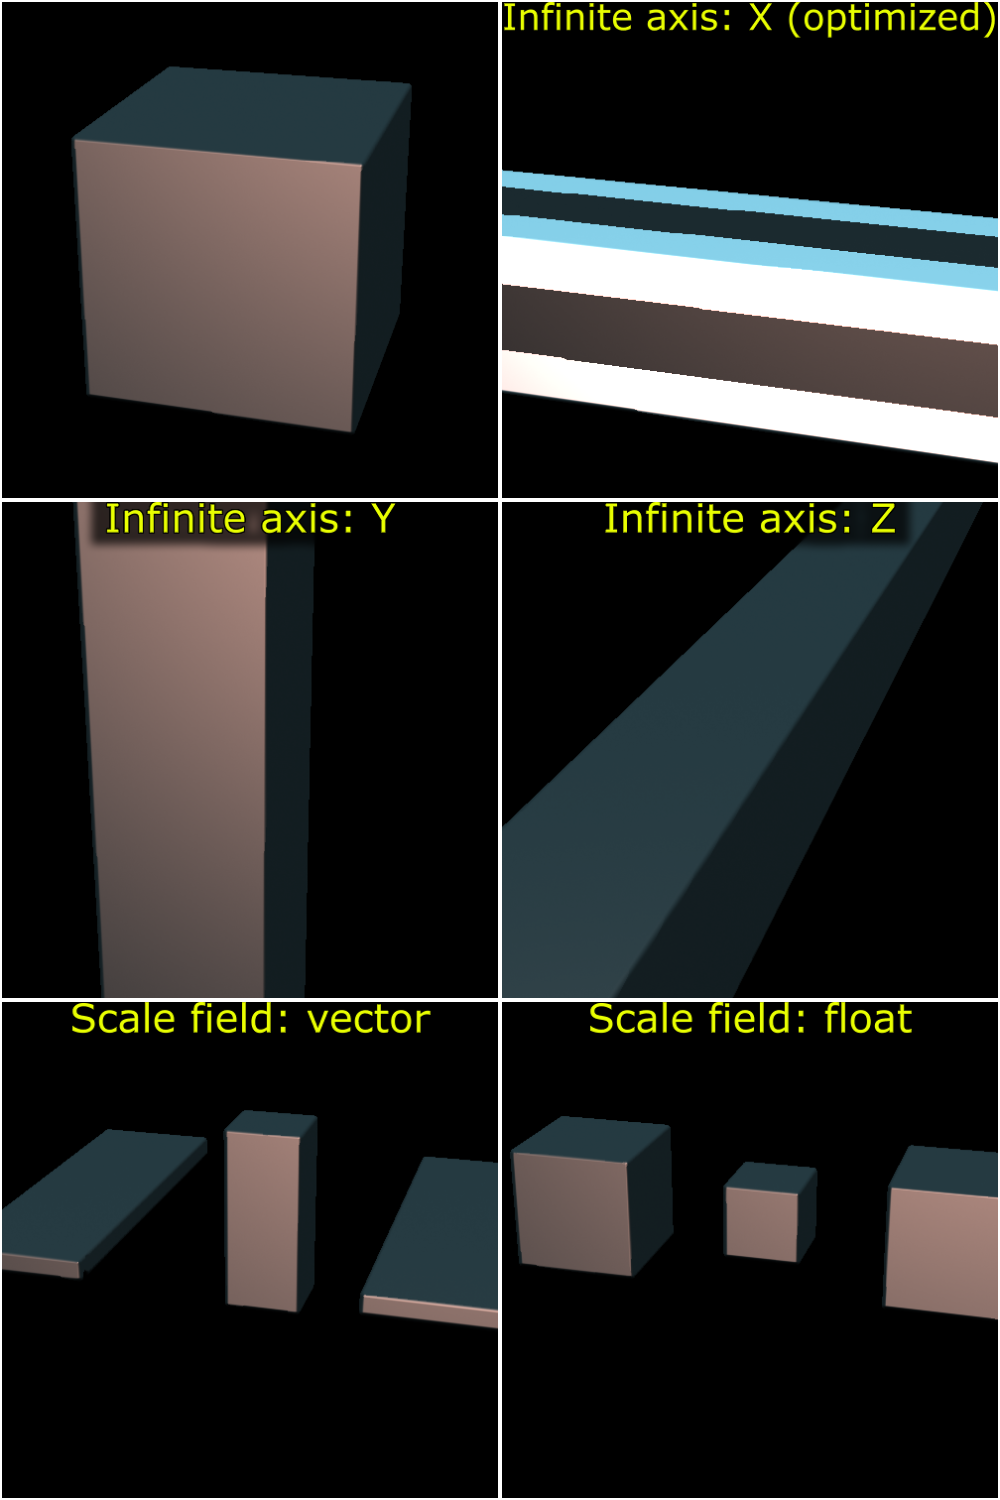 Infinite axis: X (optimized)
Infinite axis: Y
Infinite axis: Z
Scale field: vector
Scale field: float